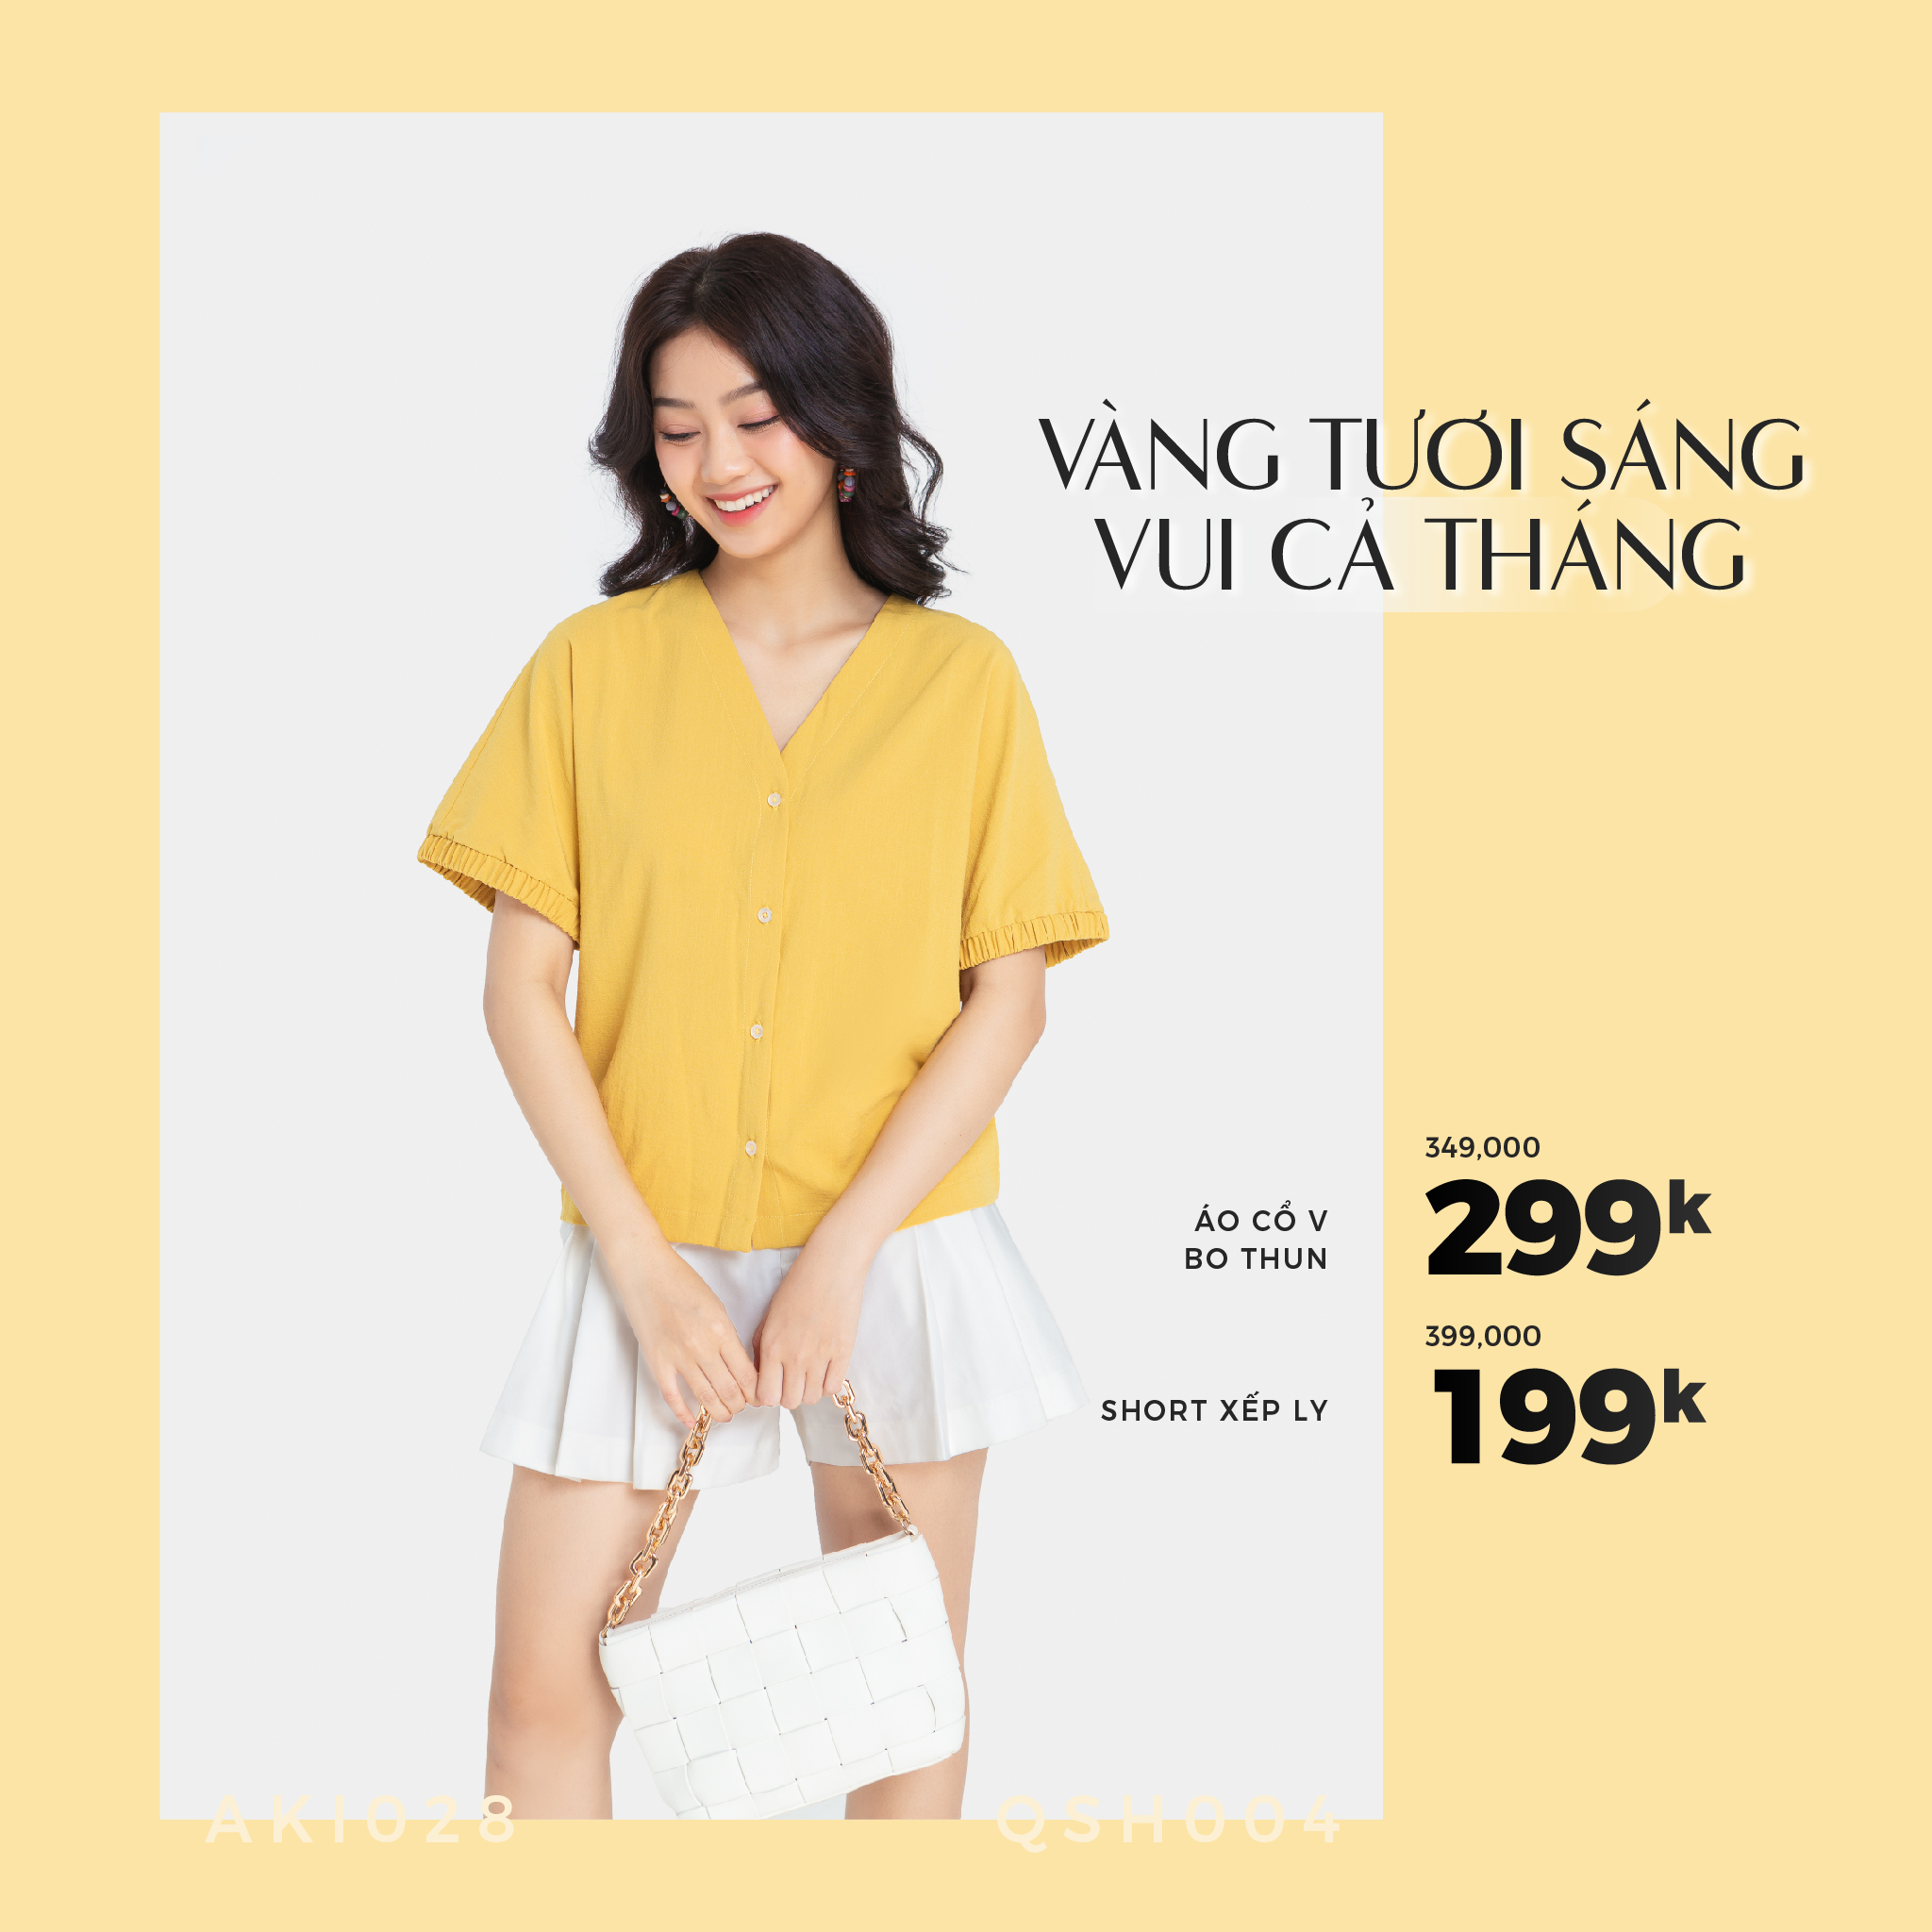 VÀNG TƯƠI SÁNG
VUI CẢ THÁNG
349,000
ÁO CỔ V
BO THUN
299k
399,000
SHORT XẾP LY
199k
AKI028
QSH004